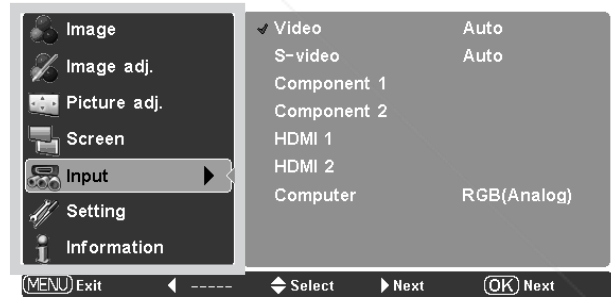 Image
Image adj.
Picture adj.
Screen
Input
Setting
Information
Video Auto
S-video Auto
Component 1
Component 2
HDMI 1
HDMI 2
Computer RGB(Analog)
MENU Exit ----- Select Next OK Next